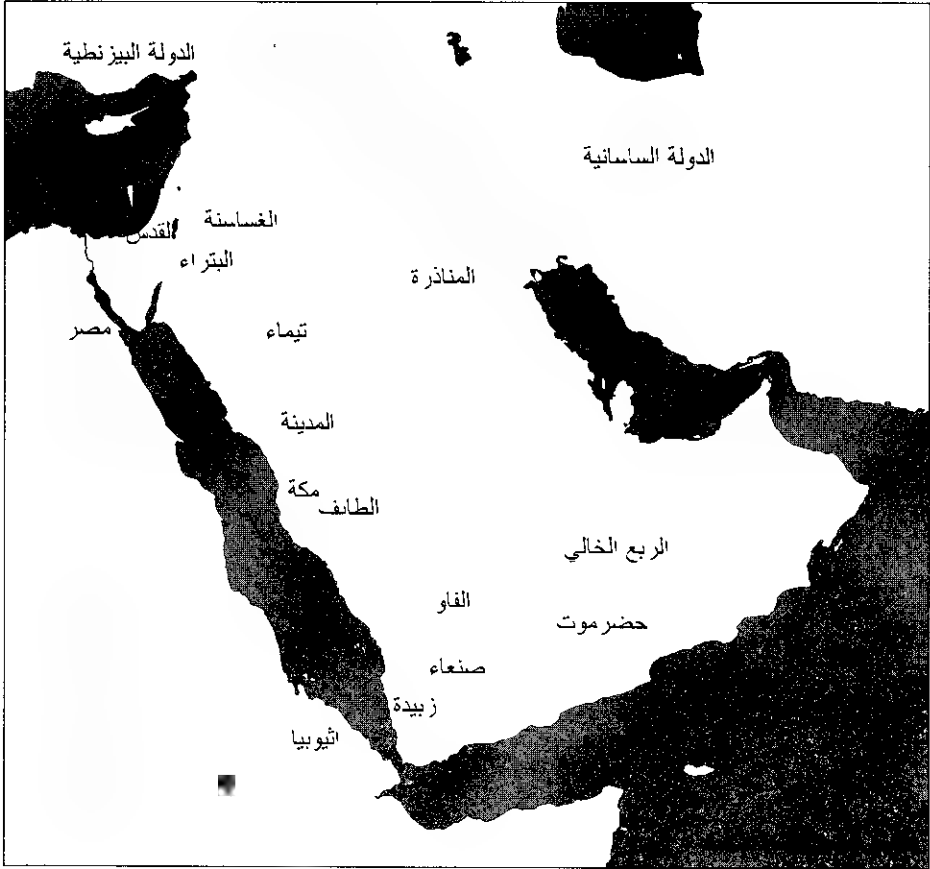 الدولة البيزنطية
الدولة الساسانية
الغساسنة
القدس
البتراء
المناذرة
تيماء
مصر
المدينة
مكة
الطايف
الربع الخالي
الفاو
حضرموت
صنعاء
زبيدة
اثيوبيا